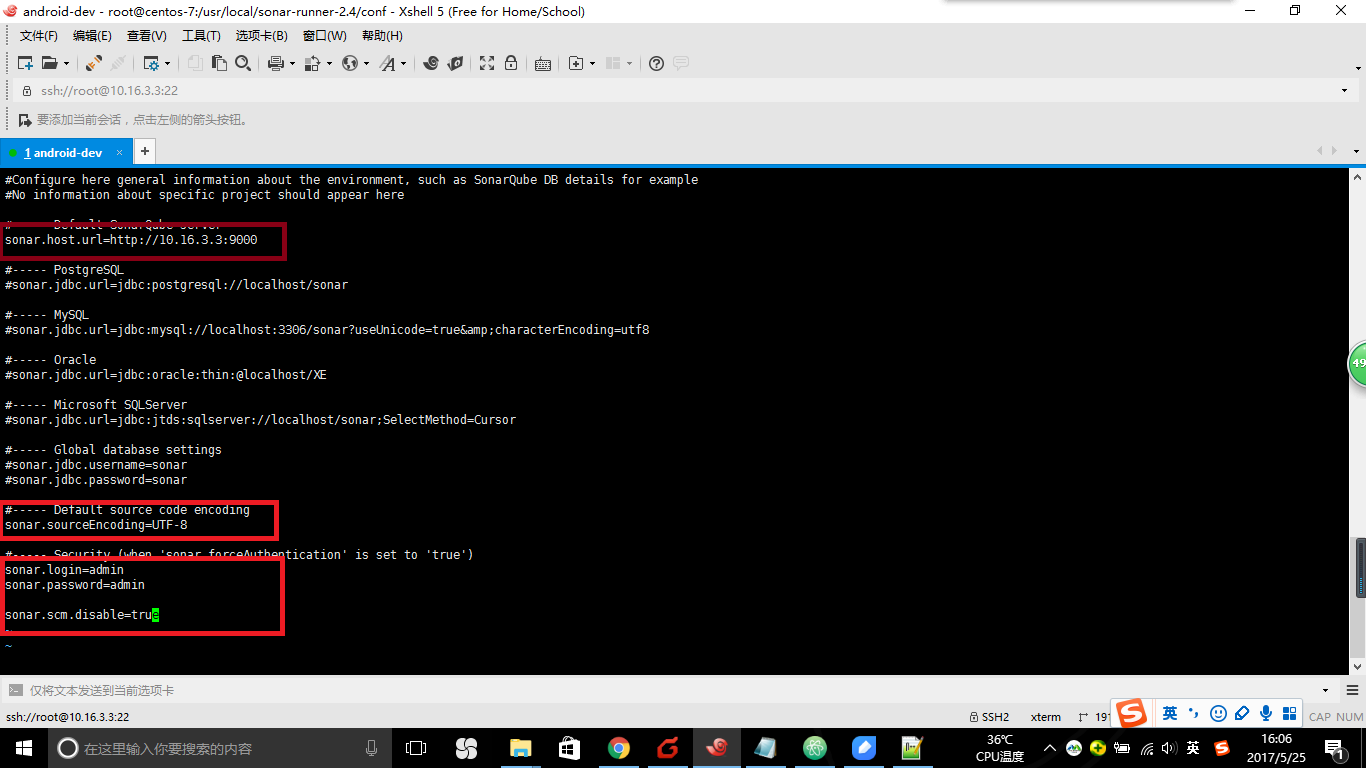 android-dev - root@centos-7:/usr/local/sonar-runner-2.4/conf - Xshell 5 (Free for Home/School)
文件(F) 编辑(E) 查看(V) 工具(T) 选项卡(B) 窗口(W) 帮助(H)
ssh://root@10.16.3.3:22
要添加当前会话，点击左侧的箭头按钮。
1 android-dev × +
#Configure here general information about the environment, such as SonarQube DB details for example
#No information about specific project should appear here
#----- Default SonarQube server
sonar.host.url=http://10.16.3.3:9000
#----- PostgreSQL
#sonar.jdbc.url=jdbc:postgresql://localhost/sonar
#----- MySQL
#sonar.jdbc.url=jdbc:mysql://localhost:3306/sonar?useUnicode=true&amp;characterEncoding=utf8
#----- Oracle
#sonar.jdbc.url=jdbc:oracle:thin:@localhost/XE
#----- Microsoft SQLServer
#sonar.jdbc.url=jdbc:jtds:sqlserver://localhost/sonar;SelectMethod=Cursor
#----- Global database settings
#sonar.jdbc.username=sonar
#sonar.jdbc.password=sonar
#----- Default source code encoding
sonar.sourceEncoding=UTF-8
#----- Security (when 'sonar.forceAuthentication' is set to 'true')
sonar.login=admin
sonar.password=admin
sonar.scm.disable=true
~
~
49
仅将文本发送到当前选项卡
ssh://root@10.16.3.3:22 SSH2 xterm 191 英 CAP NUM
在这里输入你要搜索的内容
36℃
CPU温度
英
16:06
2017/5/25
1